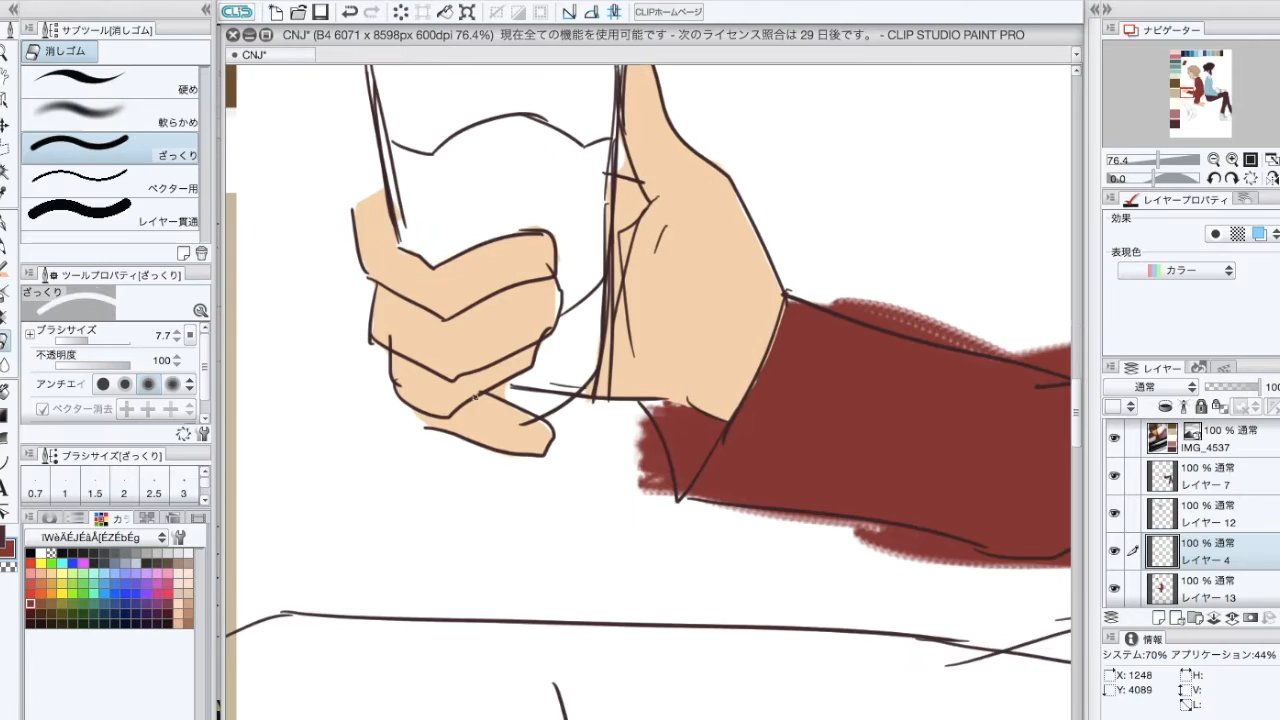 サブツール[消しゴム]
消しゴム
硬め
軟らかめ
ざっくり
ベクター用
レイヤー貫通
ツールプロパティ[ざっくり]
ざっくり
ブラシサイズ 7.7
不透明度 100
アンチエイ
ベクター消去
ブラシサイズ[ざっくり]
0.7 1 1.5 2 2.5 3
CLIP
CLIPホームページ
CNJ* (B4 6071 x 8598px 76.4%) 現在全ての機能を使用可能です - 次のライセンス照合は 29 日後です。 - CLIP STUDIO PAINT PRO
CNJ*
ナビゲーター
76.4
0.0
レイヤープロパティ
効果
表現色
カラー
レイヤー
通常 100
100 % 通常
IMG_4537
100 % 通常
レイヤー 7
100 % 通常
レイヤー 12
100 % 通常
レイヤー 4
100 % 通常
レイヤー 13
情報
システム:70% アプリケーション:44%
X: 1248 H:
Y: 4089 V:
L: